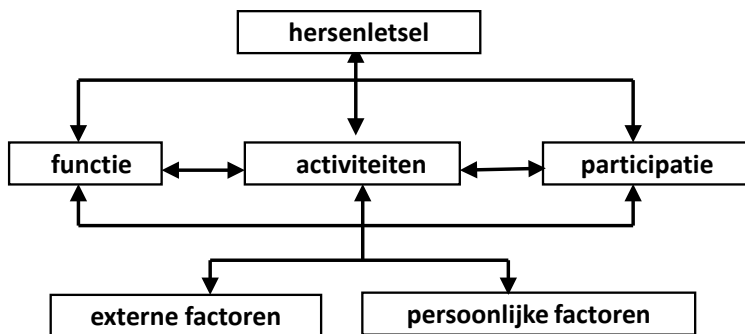 hersenletsel
functie
activiteiten
participatie
externe factoren
persoonlijke factoren